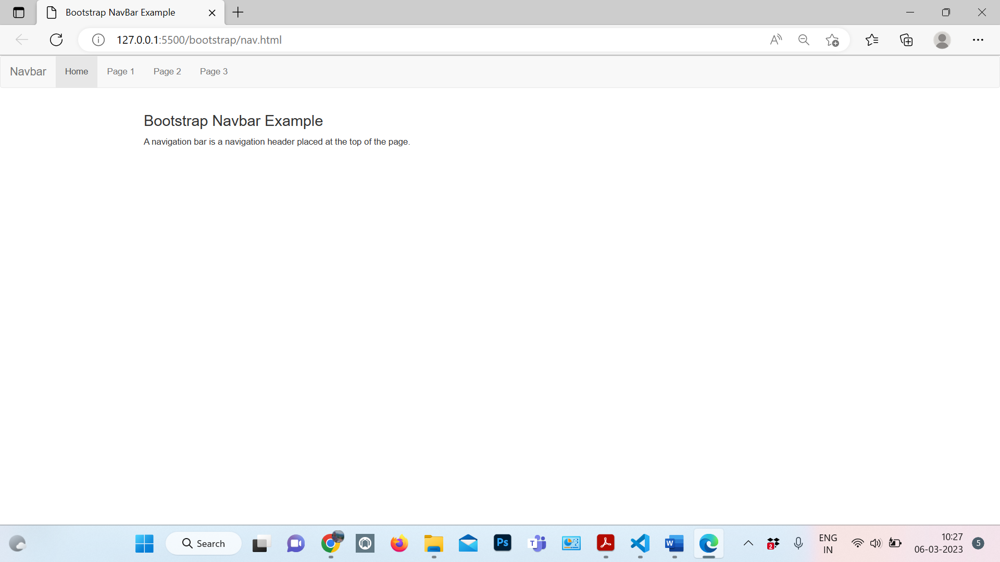 Bootstrap NavBar Example
127.0.0.1:5500/bootstrap/nav.html
Navbar Home Page 1 Page 2 Page 3
Bootstrap Navbar Example
A navigation bar is a navigation header placed at the top of the page.
Search
Ps
T
W
2
ENG
IN
10:27
06-03-2023
5